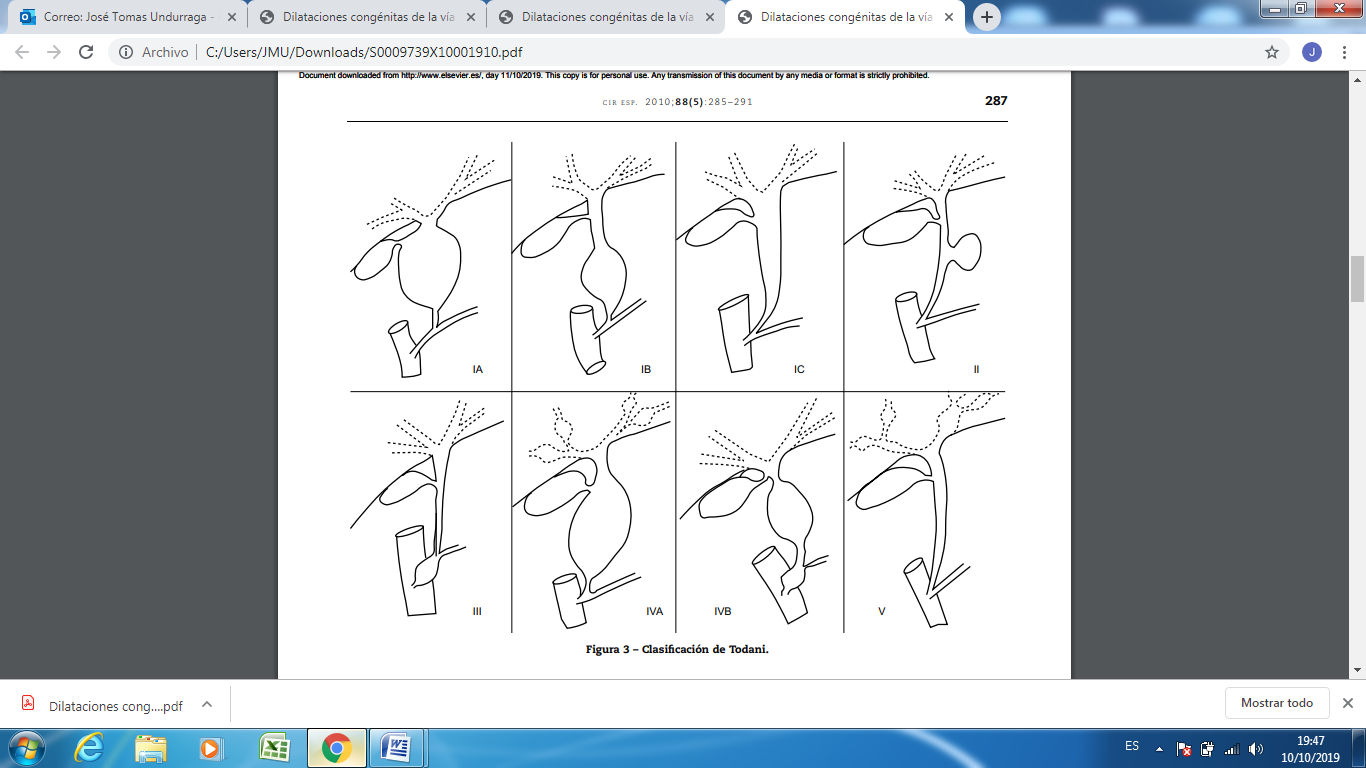 Correo: José Tomas Undurraga -
Dilataciones congénitas de la vía
Dilataciones congénitas de la vía
Dilataciones congénitas de la vía
Archivo
C:/Users/JMU/Downloads/S0009739X10001910.pdf
J
Document downloaded from http://www.elsevier.es/, day 11/10/2019. This copy is for personal use. Any transmission of this document by any media or format is strictly prohibited.
CIR ESP. 2010;88(5):285–291
287
IA
IB
IC
II
III
IVA
IVB
V
Figura 3 – Clasificación de Todani.
Dilataciones cong....pdf
Mostrar todo
ES
19:47
10/10/2019